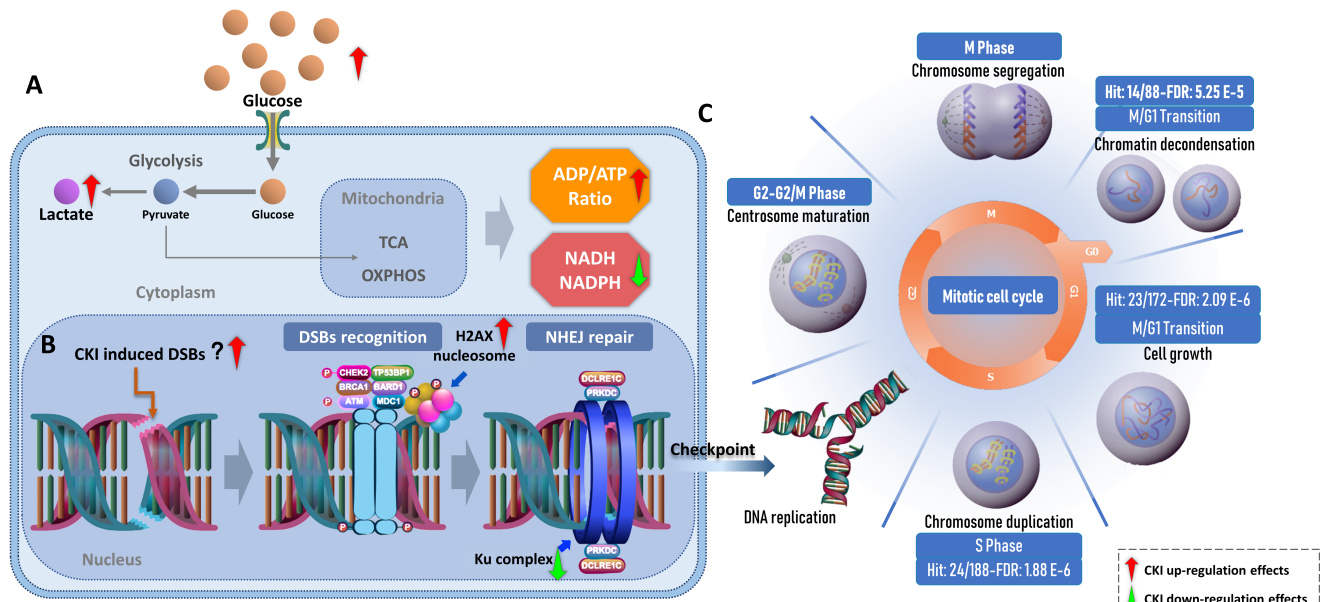 A
Glucose
Glycolysis
Lactate
Pyruvate
Glucose
Cytoplasm
Mitochondria
TCA
OXPHOS
ADP/ATP
Ratio
NADH
NADPH
B
CKI induced DSBs ?
DSBs recognition
H2AX
nucleosome
NHEJ repair
P
CHEK2
TP53BP1
BRCA1
BARD1
P
ATM
MDC1
P
P
P
P
DCLRE1C
PRKDC
Ku complex
PRKDC
DCLRE1C
Nucleus
Checkpoint
C
M Phase
Chromosome segregation
Hit: 14/88-FDR: 5.25 E-5
M/G1 Transition
Chromatin decondensation
G2-G2/M Phase
Centrosome maturation
M
G0
G1
G2
S
Mitotic cell cycle
Hit: 23/172-FDR: 2.09 E-6
M/G1 Transition
Cell growth
DNA replication
Chromosome duplication
S Phase
Hit: 24/188-FDR: 1.88 E-6
CKI up-regulation effects
CKI down-regulation effects